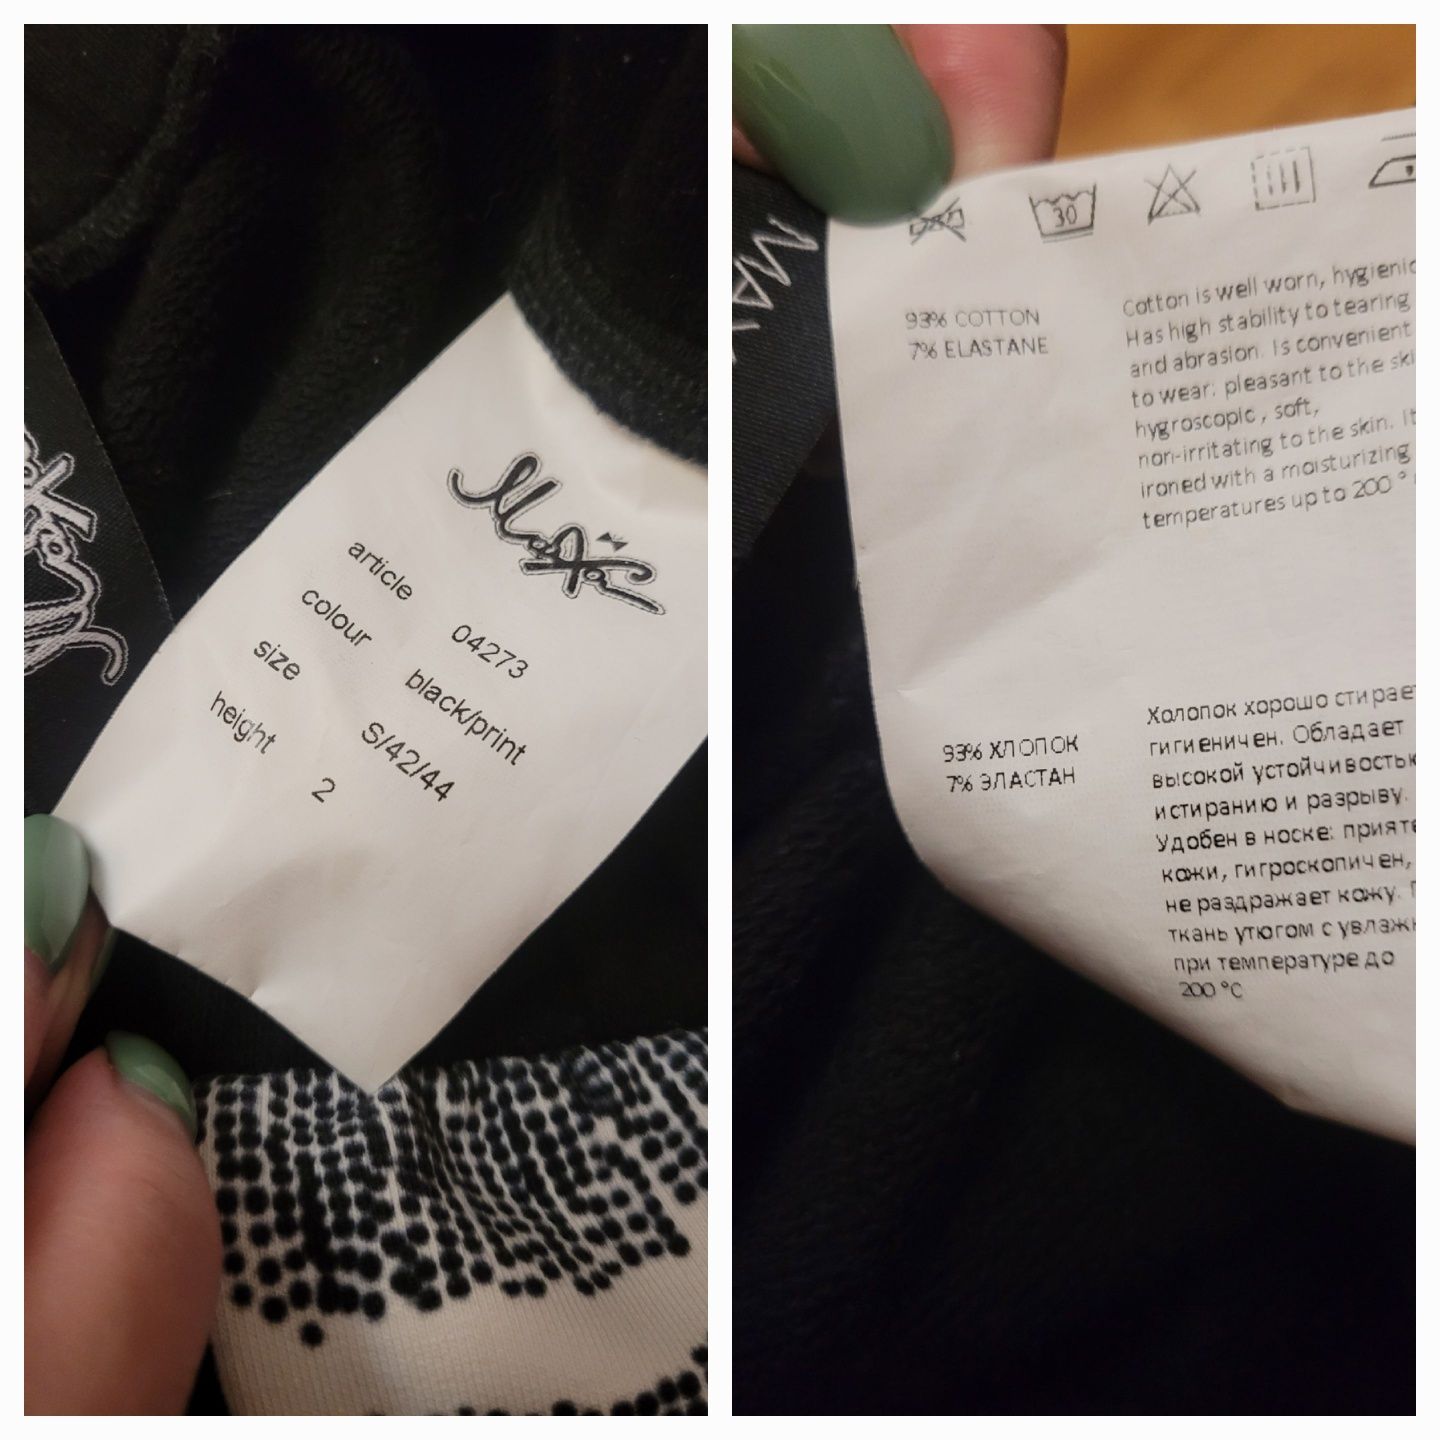 article 04273
colour black/print
size S/42/44
height 2
30
93% COTTON
7% ELASTANE
Cotton is well worn, hygienic
Has high stability to tearing
and abrasion. Is convenient
to wear: pleasant to the ski
hygroscopic, soft,
non-irritating to the skin. It
ironed with a moisturizing
temperatures up to 200 °
93% ХЛОПОК
7% ЭЛАСТАН
Хлопок хорошо стирает
гигиеничен. Обладает
высокой устойчивостью
истиранию и разрыву.
Удобен в носке: прияте
кожи, гигроскопичен,
не раздражает кожу. Г
ткань утюгом с увлажн
при температуре до
200 °C